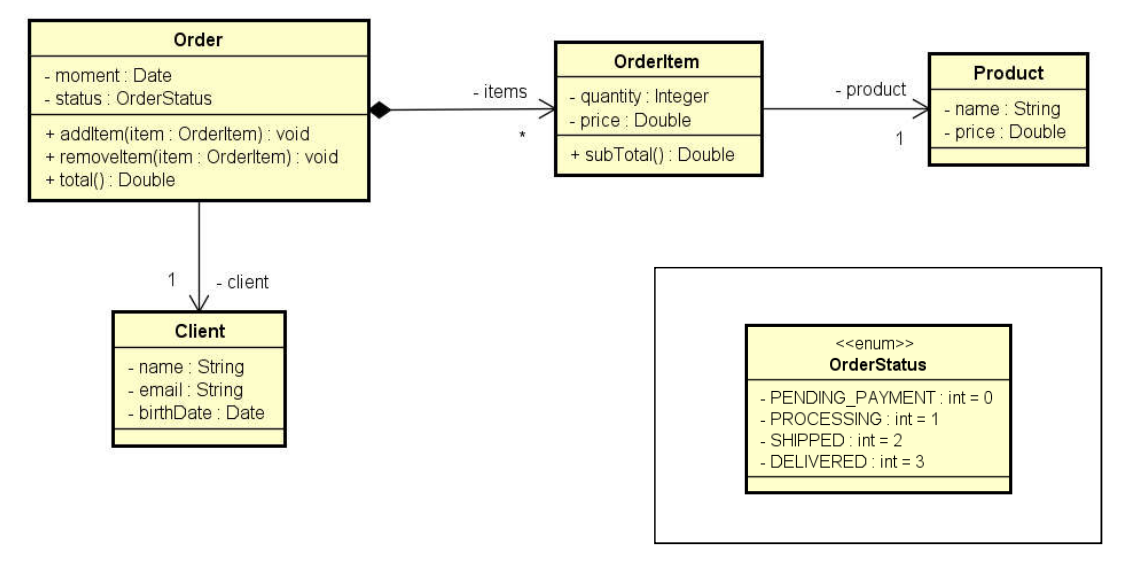 Order
- moment : Date
- status : OrderStatus
+ addItem(item : OrderItem) : void
+ removeItem(item : OrderItem) : void
+ total() : Double
- items
*
OrderItem
- quantity : Integer
- price : Double
+ subTotal() : Double
- product
1
Product
- name : String
- price : Double
1
- client
Client
- name : String
- email : String
- birthDate : Date
<<enum>>
OrderStatus
- PENDING_PAYMENT : int = 0
- PROCESSING : int = 1
- SHIPPED : int = 2
- DELIVERED : int = 3